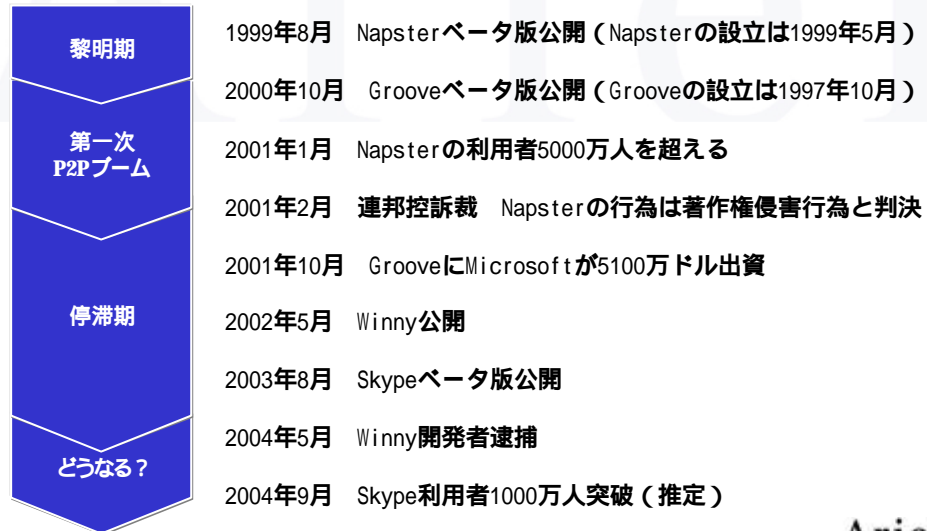 黎明期
1999年8月　Napsterベータ版公開（Napsterの設立は1999年5月）
2000年10月　Grooveベータ版公開（Grooveの設立は1997年10月）
第一次
P2Pブーム
2001年1月　Napsterの利用者5000万人を超える
2001年2月　連邦控訴裁　Napsterの行為は著作権侵害行為と判決
2001年10月　GrooveにMicrosoftが5100万ドル出資
停滞期
2002年5月　Winny公開
2003年8月　Skypeベータ版公開
2004年5月　Winny開発者逮捕
どうなる？
2004年9月　Skype利用者1000万人突破（推定）